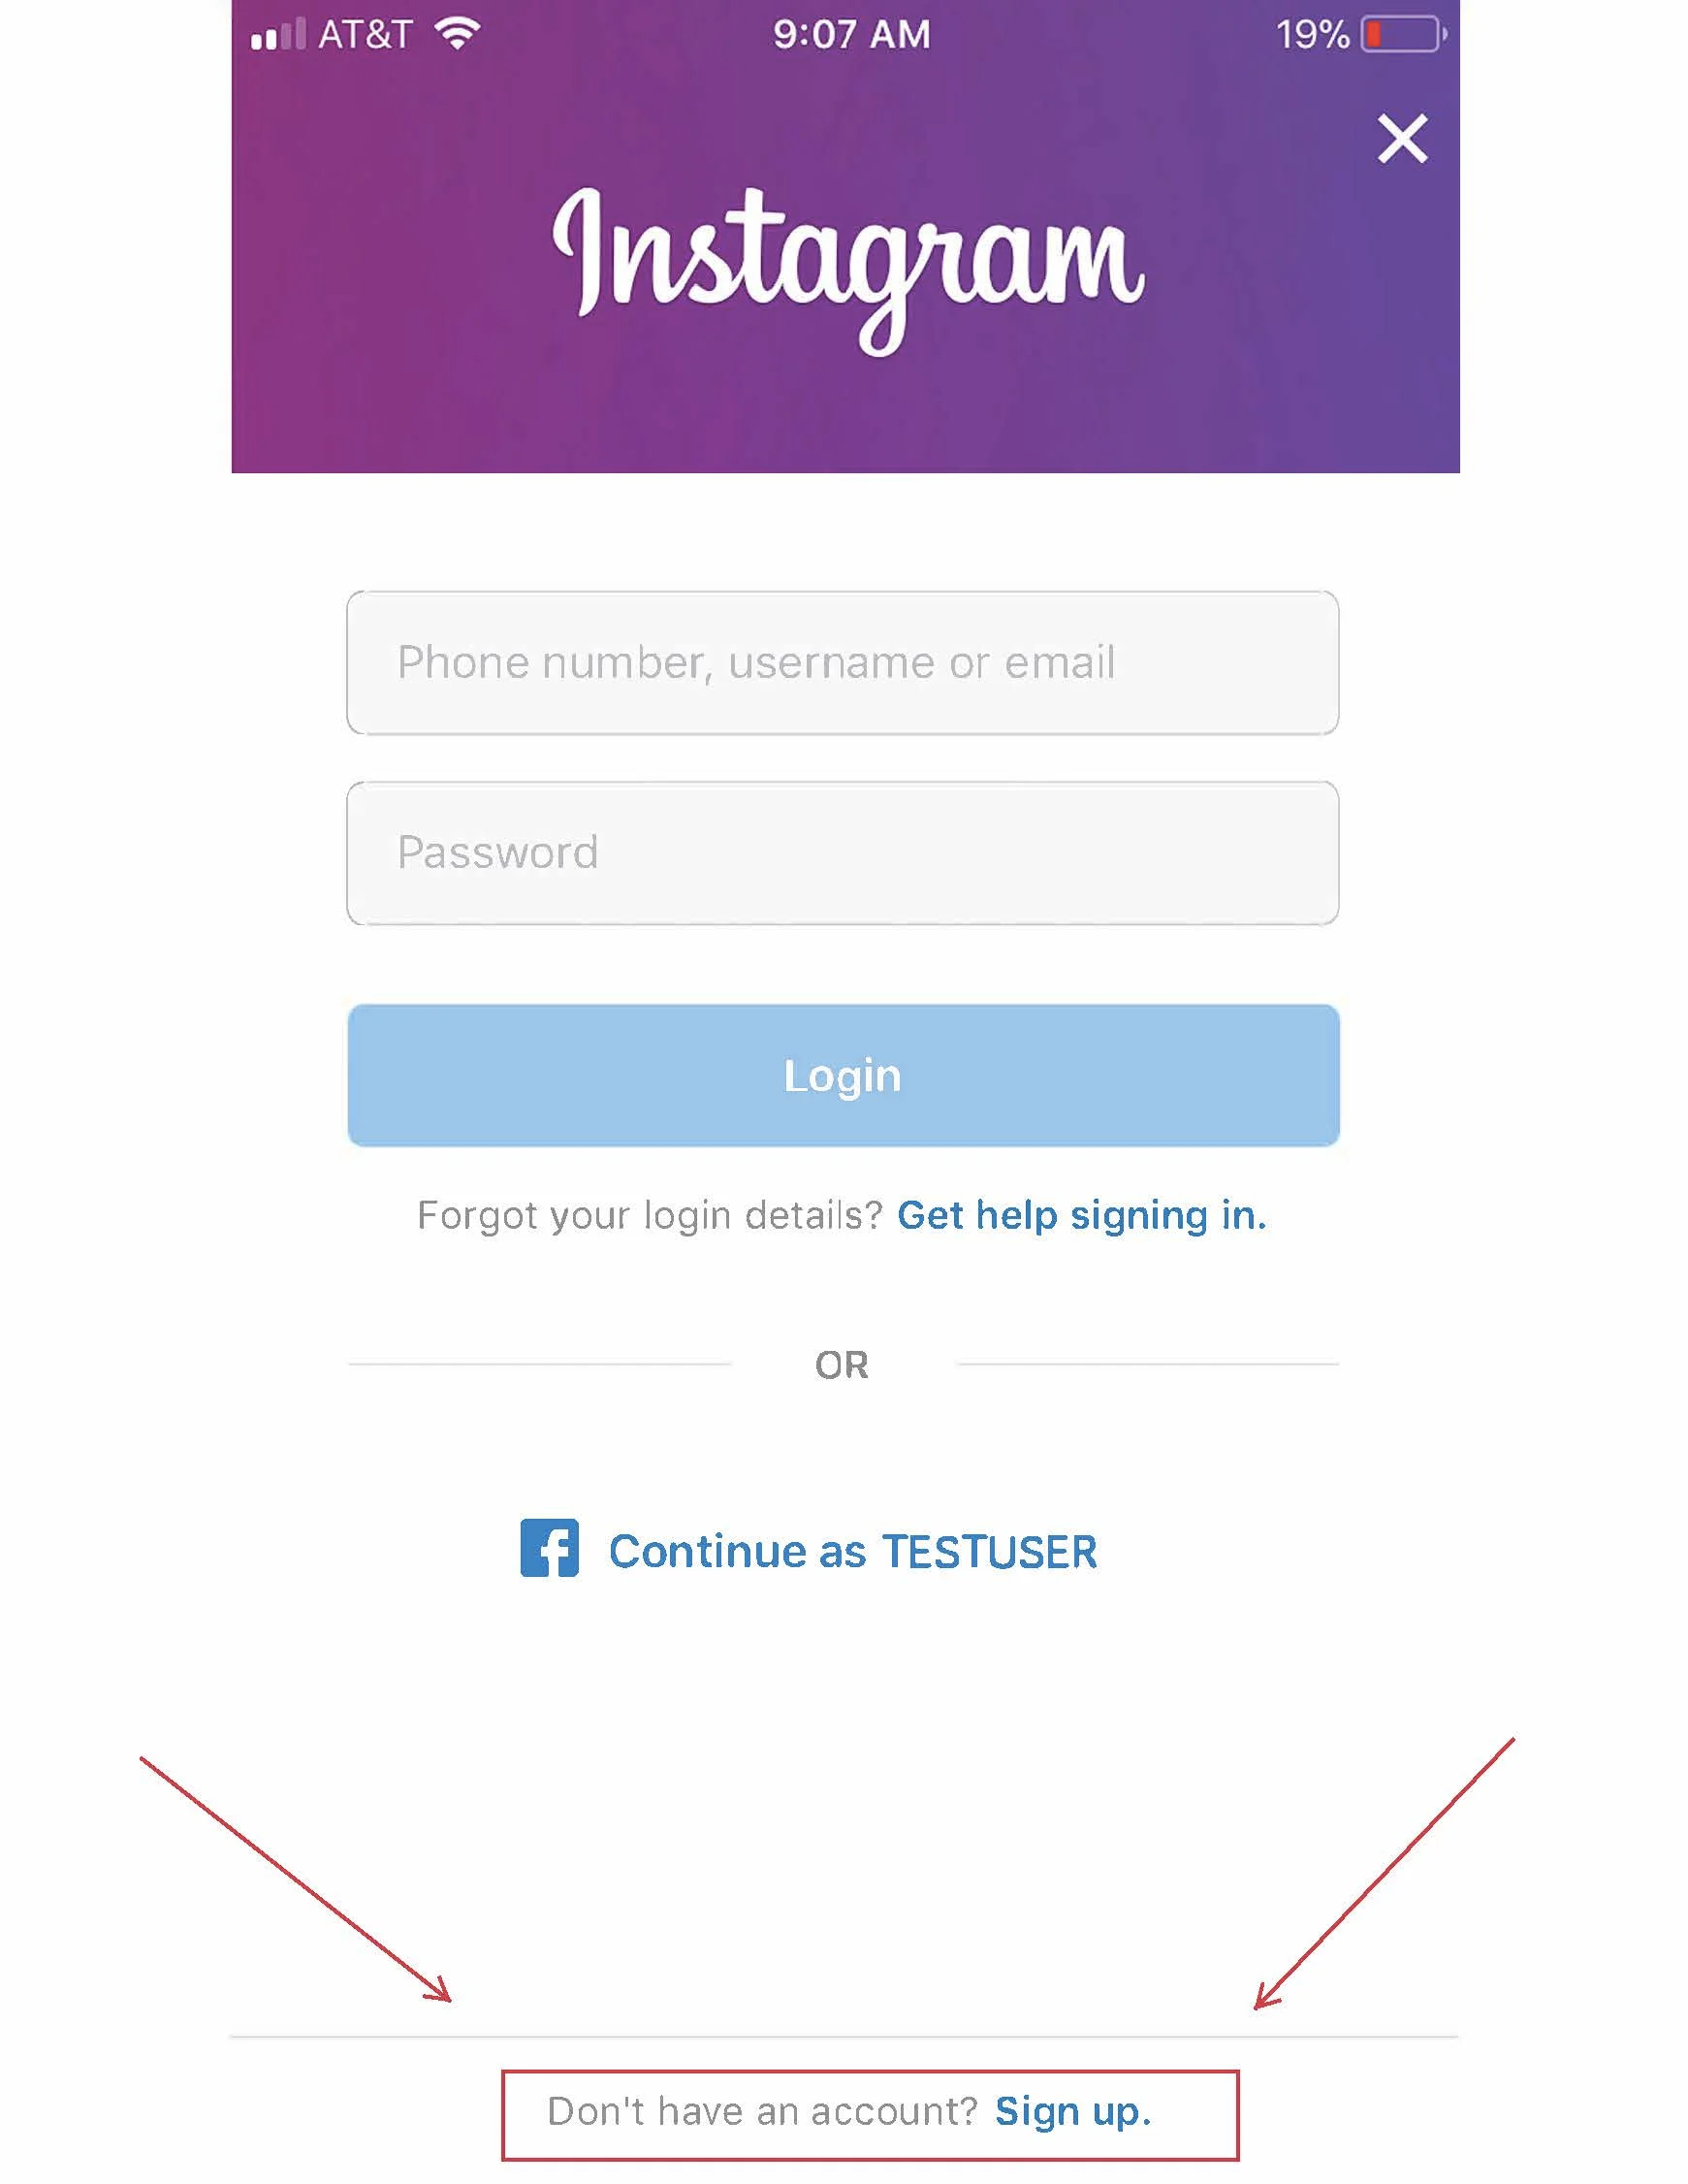 AT&T 9:07 AM 19%
Instagram
Phone number, username or email
Password
Login
Forgot your login details? Get help signing in.
OR
Continue as TESTUSER
Don't have an account? Sign up.